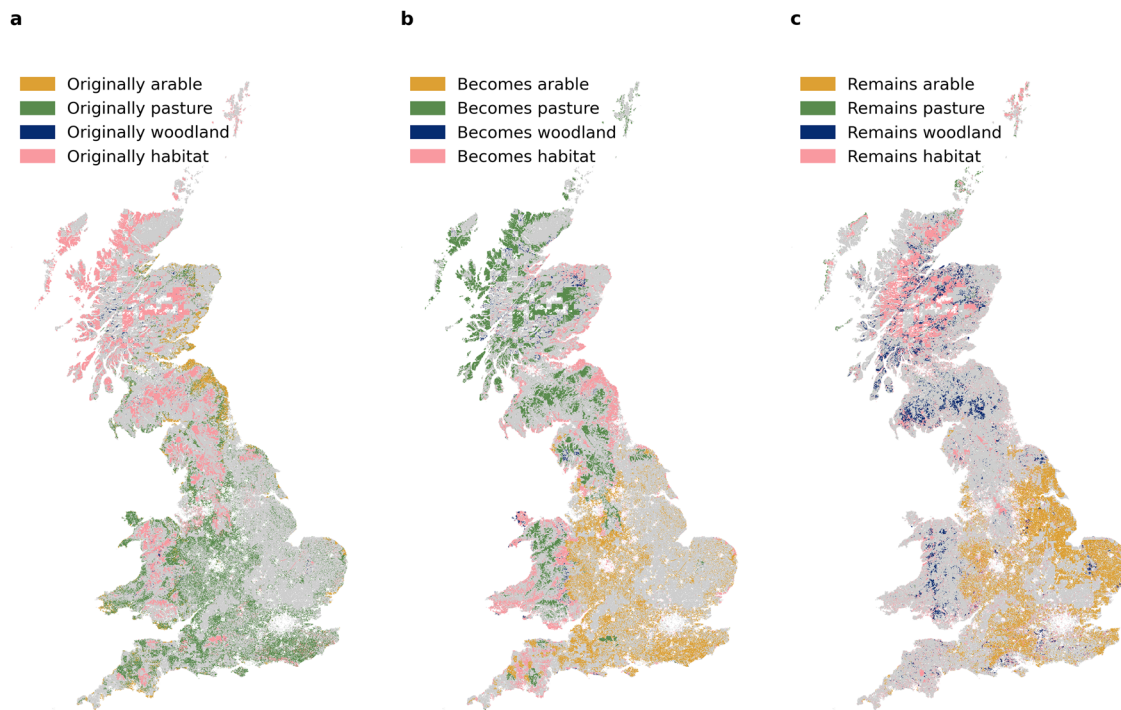 a
Originally arable
Originally pasture
Originally woodland
Originally habitat
b
Becomes arable
Becomes pasture
Becomes woodland
Becomes habitat
c
Remains arable
Remains pasture
Remains woodland
Remains habitat